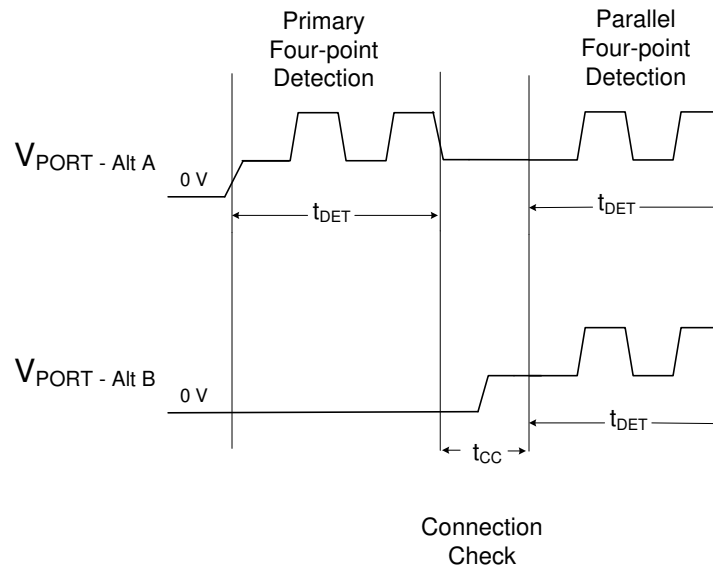 Primary
Four-point
Detection
Parallel
Four-point
Detection
VPORT - Alt A
0 V
tDET
tDET
VPORT - Alt B
0 V
tDET
tCC
Connection
Check